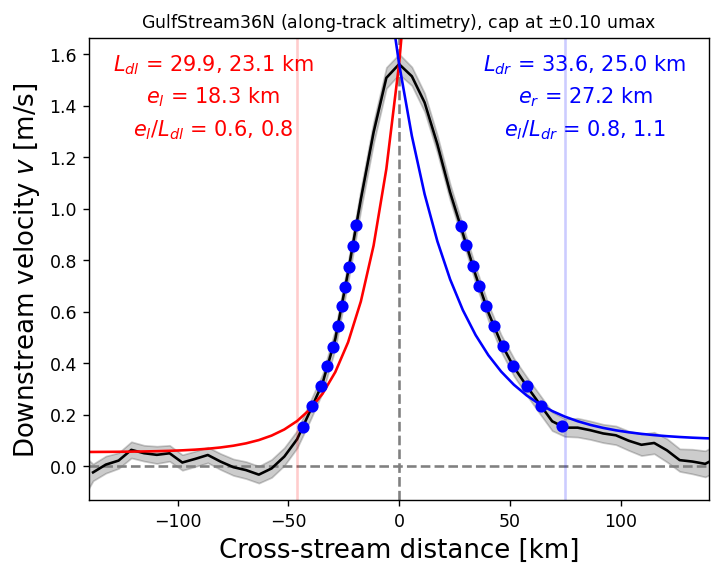 GulfStream36N (along-track altimetry), cap at ±0.10 umax
L_dl = 29.9, 23.1 km
e_l = 18.3 km
e_l/L_dl = 0.6, 0.8
L_dr = 33.6, 25.0 km
e_r = 27.2 km
e_l/L_dr = 0.8, 1.1
Downstream velocity v [m/s]
1.6
1.4
1.2
1.0
0.8
0.6
0.4
0.2
0.0
−100
−50
0
50
100
Cross-stream distance [km]